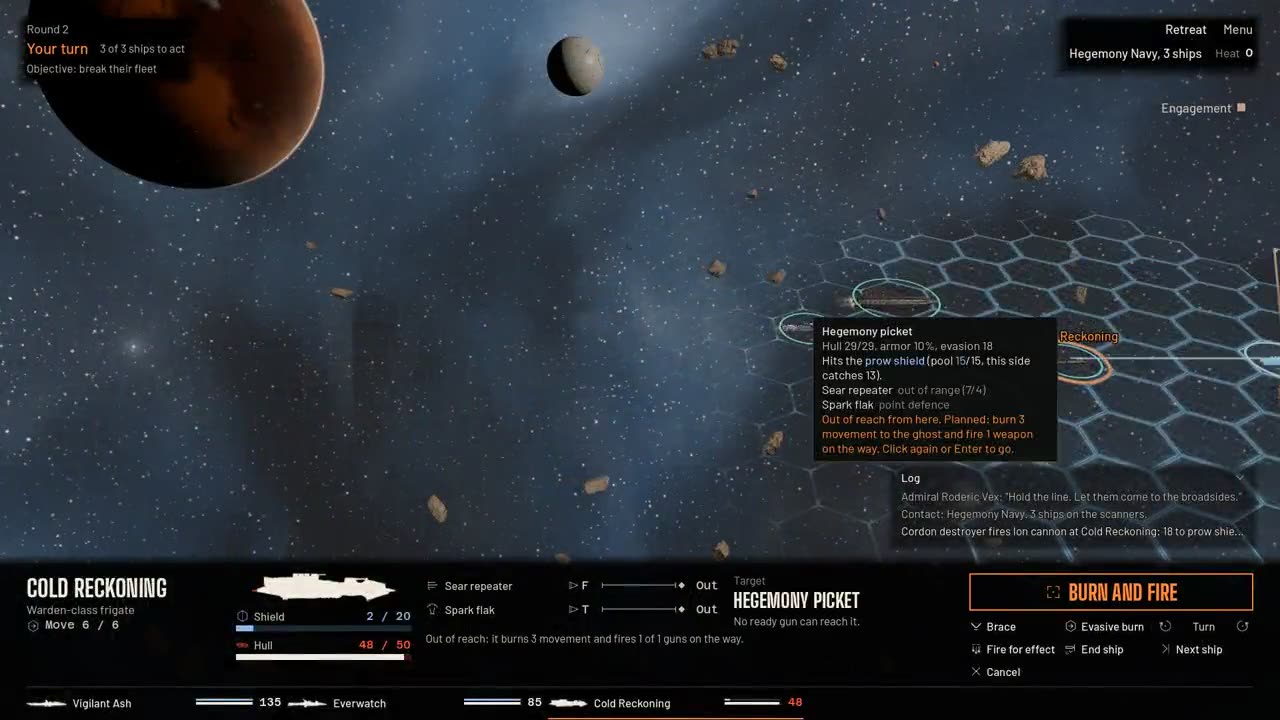 Round 2
Your turn 3 of 3 ships to act
Objective: break their fleet
Retreat Menu
Hegemony Navy, 3 ships Heat 0
Engagement
Reckoning
Hegemony picket
Hull 29/29, armor 10%, evasion 18
Hits the prow shield (pool 15/15, this side
catches 13).
Sear repeater out of range (7/4)
Spark flak point defence
Out of reach from here. Planned: burn 3
movement to the ghost and fire 1 weapon
on the way. Click again or Enter to go.
Log
Admiral Roderic Vex: "Hold the line. Let them come to the broadsides."
Contact: Hegemony Navy, 3 ships on the scanners.
Cordon destroyer fires Ion cannon at Cold Reckoning: 18 to prow shie...
COLD RECKONING
Warden-class frigate
Move 6 / 6
Shield 2 / 20
Hull 48 / 50
Sear repeater F Out
Spark flak T Out
Out of reach: it burns 3 movement and fires 1 of 1 guns on the way.
Target
HEGEMONY PICKET
No ready gun can reach it.
BURN AND FIRE
Brace Evasive burn Turn
Fire for effect End ship Next ship
Cancel
Vigilant Ash 135 Everwatch 85 Cold Reckoning 48